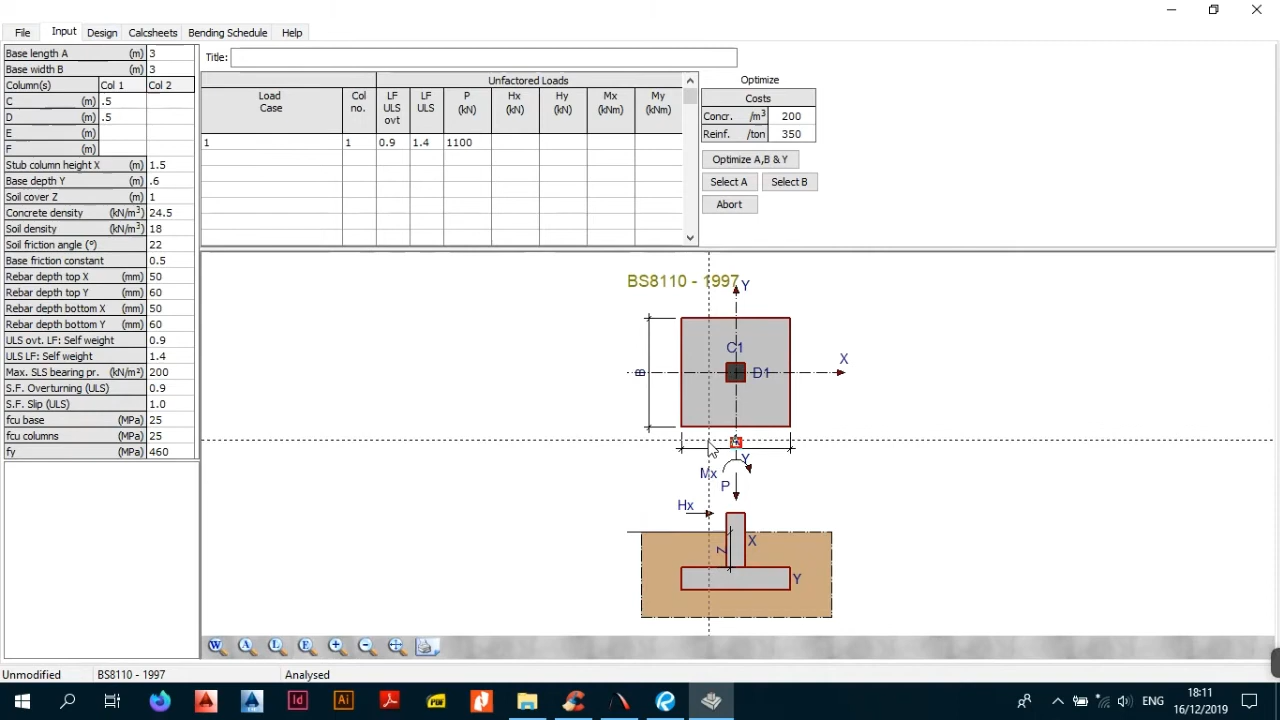 File Input Design Calcsheets Bending Schedule Help
Base length A (m) 3
Base width B (m) 3
Column(s) Col 1 Col 2
C (m) .5
D (m) .5
E (m)
F (m)
Stub column height X (m) 1.5
Base depth Y (m) .6
Soil cover Z (m) 1
Concrete density (kN/m³) 24.5
Soil density (kN/m³) 18
Soil friction angle (°) 22
Base friction constant 0.5
Rebar depth top X (mm) 50
Rebar depth top Y (mm) 60
Rebar depth bottom X (mm) 50
Rebar depth bottom Y (mm) 60
ULS ovt. LF: Self weight 0.9
ULS LF: Self weight 1.4
Max. SLS bearing pr. (kN/m²) 200
S.F. Overturning (ULS) 0.9
S.F. Slip (ULS) 1.0
fcu base (MPa) 25
fcu columns (MPa) 25
fy (MPa) 460
Title:
Unfactored Loads
Load Case Col no. LF ULS ovt LF ULS P (kN) Hx (kN) Hy (kN) Mx (kNm) My (kNm)
1 1 0.9 1.4 1100
Optimize
Costs
Concr. /m³ 200
Reinf. /ton 350
Optimize A,B & Y
Select A Select B
Abort
BS8110 - 1997
Y
C1
X
B D1
Y
Mx
P
Hx
X
Z
Y
W A L E
Unmodified BS8110 - 1997 Analysed
Id Ai
ENG
18:11
16/12/2019